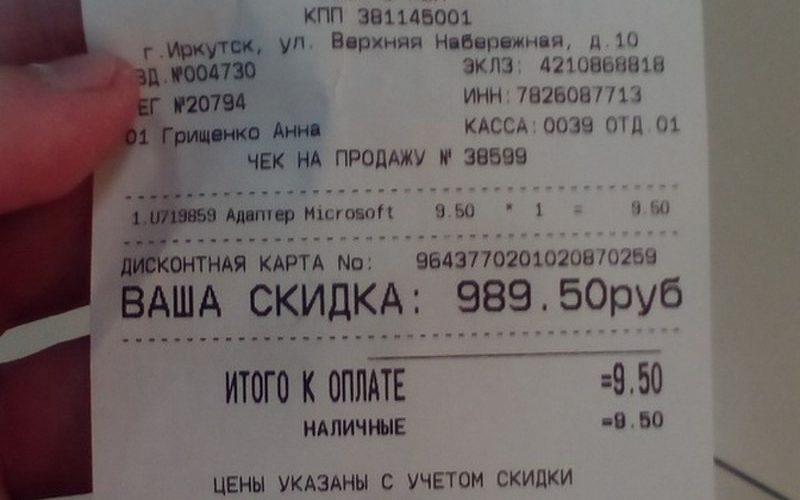 КПП 381145001
г.Иркутск, ул. Верхняя Набережная, д.10
ЗД.№004730 ЭКЛЗ: 4210868818
ЕГ №20794 ИНН:7826087713
01 Грищенко Анна КАССА:0039 ОТД.01
ЧЕК НА ПРОДАЖУ № 38599
1.U719859 Адаптер Microsoft 9.50 * 1 = 9.50
ДИСКОНТНАЯ КАРТА No: 9643770201020870259
ВАША СКИДКА: 989.50руб
ИТОГО К ОПЛАТЕ =9.50
НАЛИЧНЫЕ =9.50
ЦЕНЫ УКАЗАНЫ С УЧЕТОМ СКИДКИ